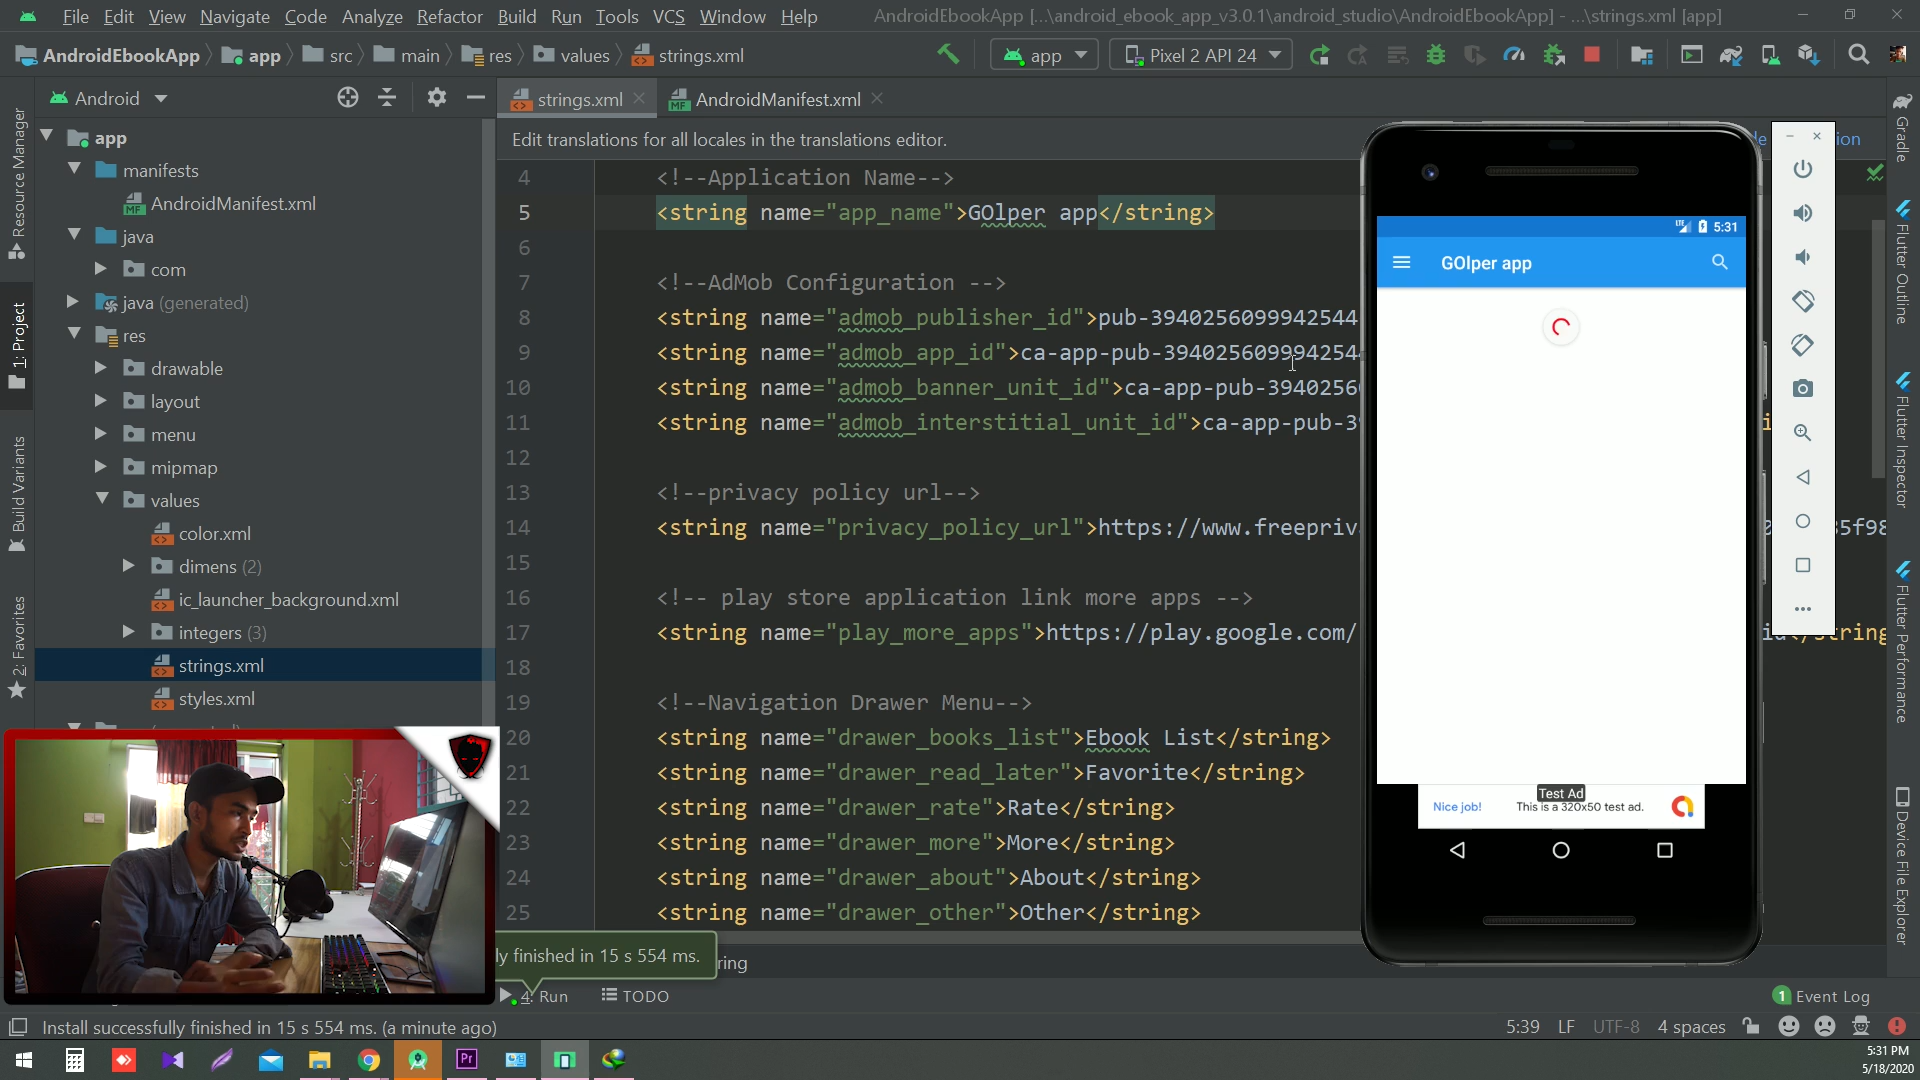 File Edit View Navigate Code Analyze Refactor Build Run Tools VCS Window Help AndroidEbookApp [...\android_ebook_app_v3.0.1\android_studio\AndroidEbookApp] - ...\strings.xml [app]
AndroidEbookApp app src main res values strings.xml app Pixel 2 API 24
Android strings.xml AndroidManifest.xml
Edit translations for all locales in the translations editor.
app
manifests
AndroidManifest.xml
java
com
java (generated)
res
drawable
layout
menu
mipmap
values
color.xml
dimens (2)
ic_launcher_background.xml
integers (3)
strings.xml
styles.xml
Resource Manager
1: Project
Build Variants
2: Favorites
4 <!--Application Name-->
5 <string name="app_name">GOlper app</string>
6
7 <!--AdMob Configuration -->
8 <string name="admob_publisher_id">pub-3940256099942544
9 <string name="admob_app_id">ca-app-pub-394025609994254
10 <string name="admob_banner_unit_id">ca-app-pub-3940256
11 <string name="admob_interstitial_unit_id">ca-app-pub-3
12
13 <!--privacy policy url-->
14 <string name="privacy_policy_url">https://www.freepriv
15
16 <!-- play store application link more apps -->
17 <string name="play_more_apps">https://play.google.com/
18
19 <!--Navigation Drawer Menu-->
20 <string name="drawer_books_list">Ebook List</string>
21 <string name="drawer_read_later">Favorite</string>
22 <string name="drawer_rate">Rate</string>
23 <string name="drawer_more">More</string>
24 <string name="drawer_about">About</string>
25 <string name="drawer_other">Other</string>
LTE 5:31
GOlper app
Test Ad
Nice job! This is a 320x50 test ad.
Gradle
Flutter Outline
Flutter Inspector
Flutter Performance
Device File Explorer
ly finished in 15 s 554 ms.
ring
4: Run TODO 1 Event Log
Install successfully finished in 15 s 554 ms. (a minute ago) 5:39 LF UTF-8 4 spaces
Pr
5:31 PM
5/18/2020